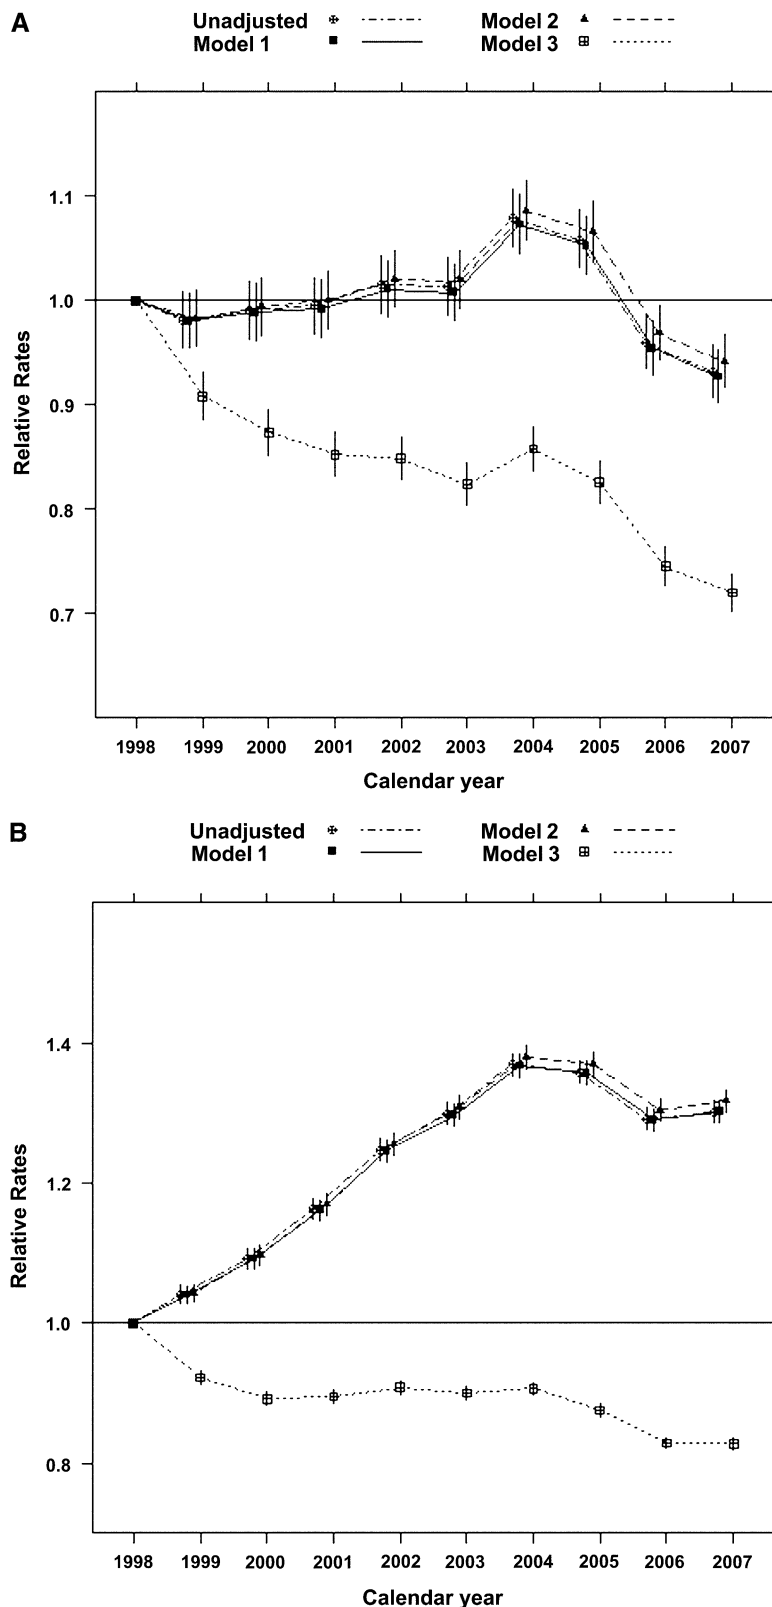 A
Unadjusted Model 2
Model 1 Model 3
1.1
1.0
0.9
0.8
0.7
Relative Rates
1998 1999 2000 2001 2002 2003 2004 2005 2006 2007
Calendar year
B
Unadjusted Model 2
Model 1 Model 3
1.4
1.2
1.0
0.8
Relative Rates
1998 1999 2000 2001 2002 2003 2004 2005 2006 2007
Calendar year